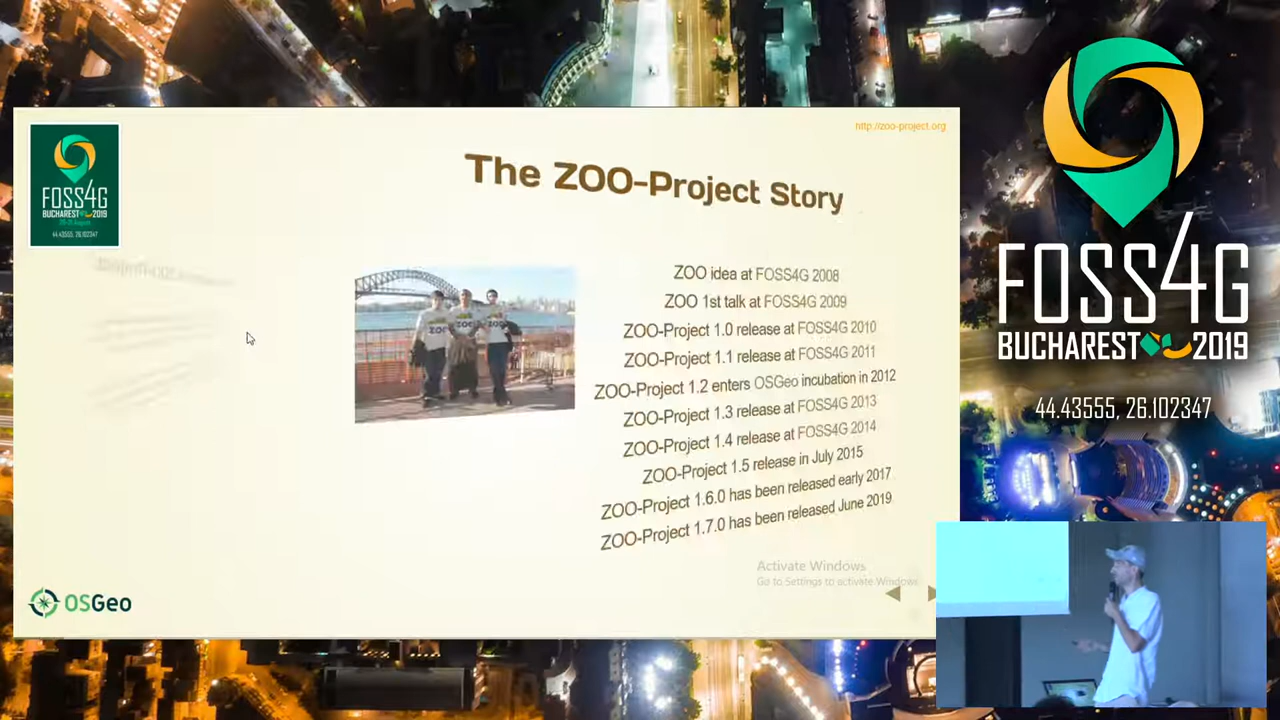 http://zoo-project.org
FOSS4G
BUCHAREST 2019
44.43555, 26.102347
The ZOO-Project Story
ZOO idea at FOSS4G 2008
ZOO 1st talk at FOSS4G 2009
ZOO-Project 1.0 release at FOSS4G 2010
ZOO-Project 1.1 release at FOSS4G 2011
ZOO-Project 1.2 enters OSGeo incubation in 2012
ZOO-Project 1.3 release at FOSS4G 2013
ZOO-Project 1.4 release at FOSS4G 2014
ZOO-Project 1.5 release in July 2015
ZOO-Project 1.6.0 has been released early 2017
ZOO-Project 1.7.0 has been released June 2019
ZOO
ZOO
ZOO
Activate Windows
Go to Settings to activate Windows
OSGeo
FOSS4G
BUCHAREST 2019
44.43555, 26.102347